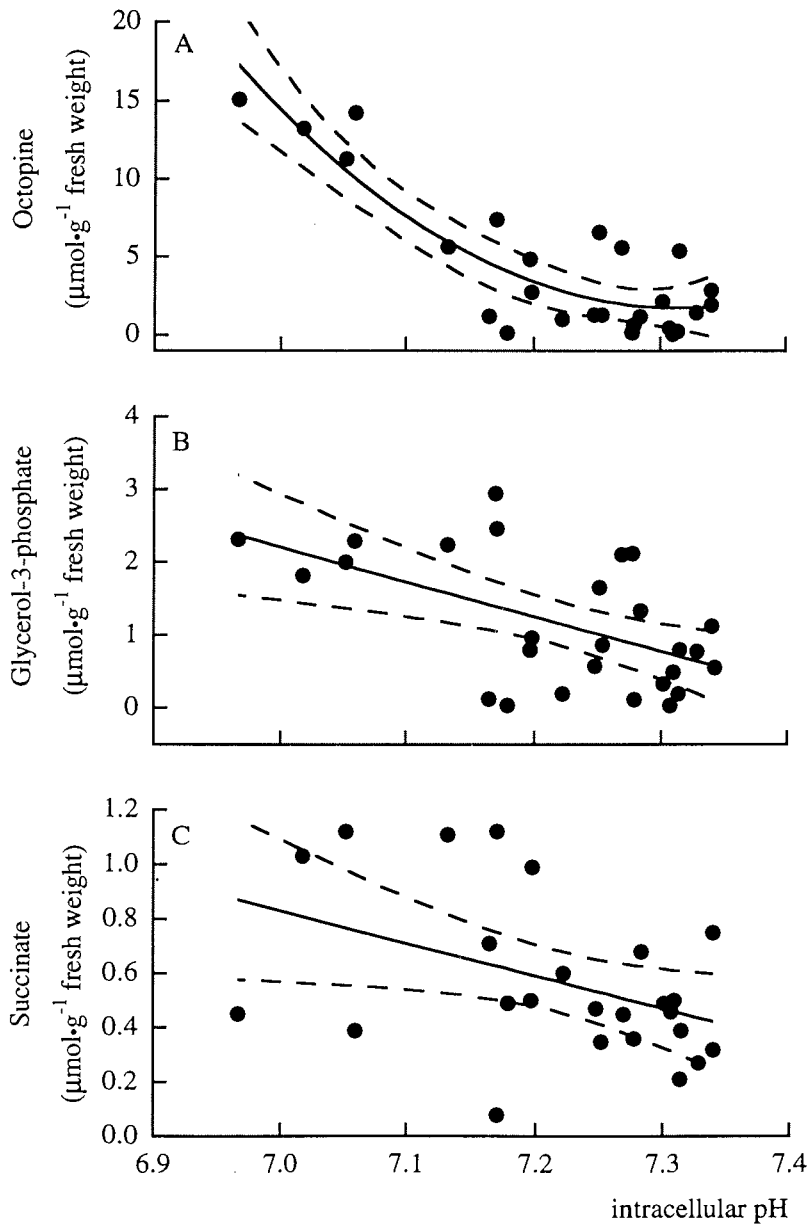 A
20
15
10
5
0
Octopine
(μmol•g⁻¹ fresh weight)
B
4
3
2
1
0
Glycerol-3-phosphate
(μmol•g⁻¹ fresh weight)
C
1.2
1.0
0.8
0.6
0.4
0.2
0.0
Succinate
(μmol•g⁻¹ fresh weight)
6.9 7.0 7.1 7.2 7.3 7.4
intracellular pH